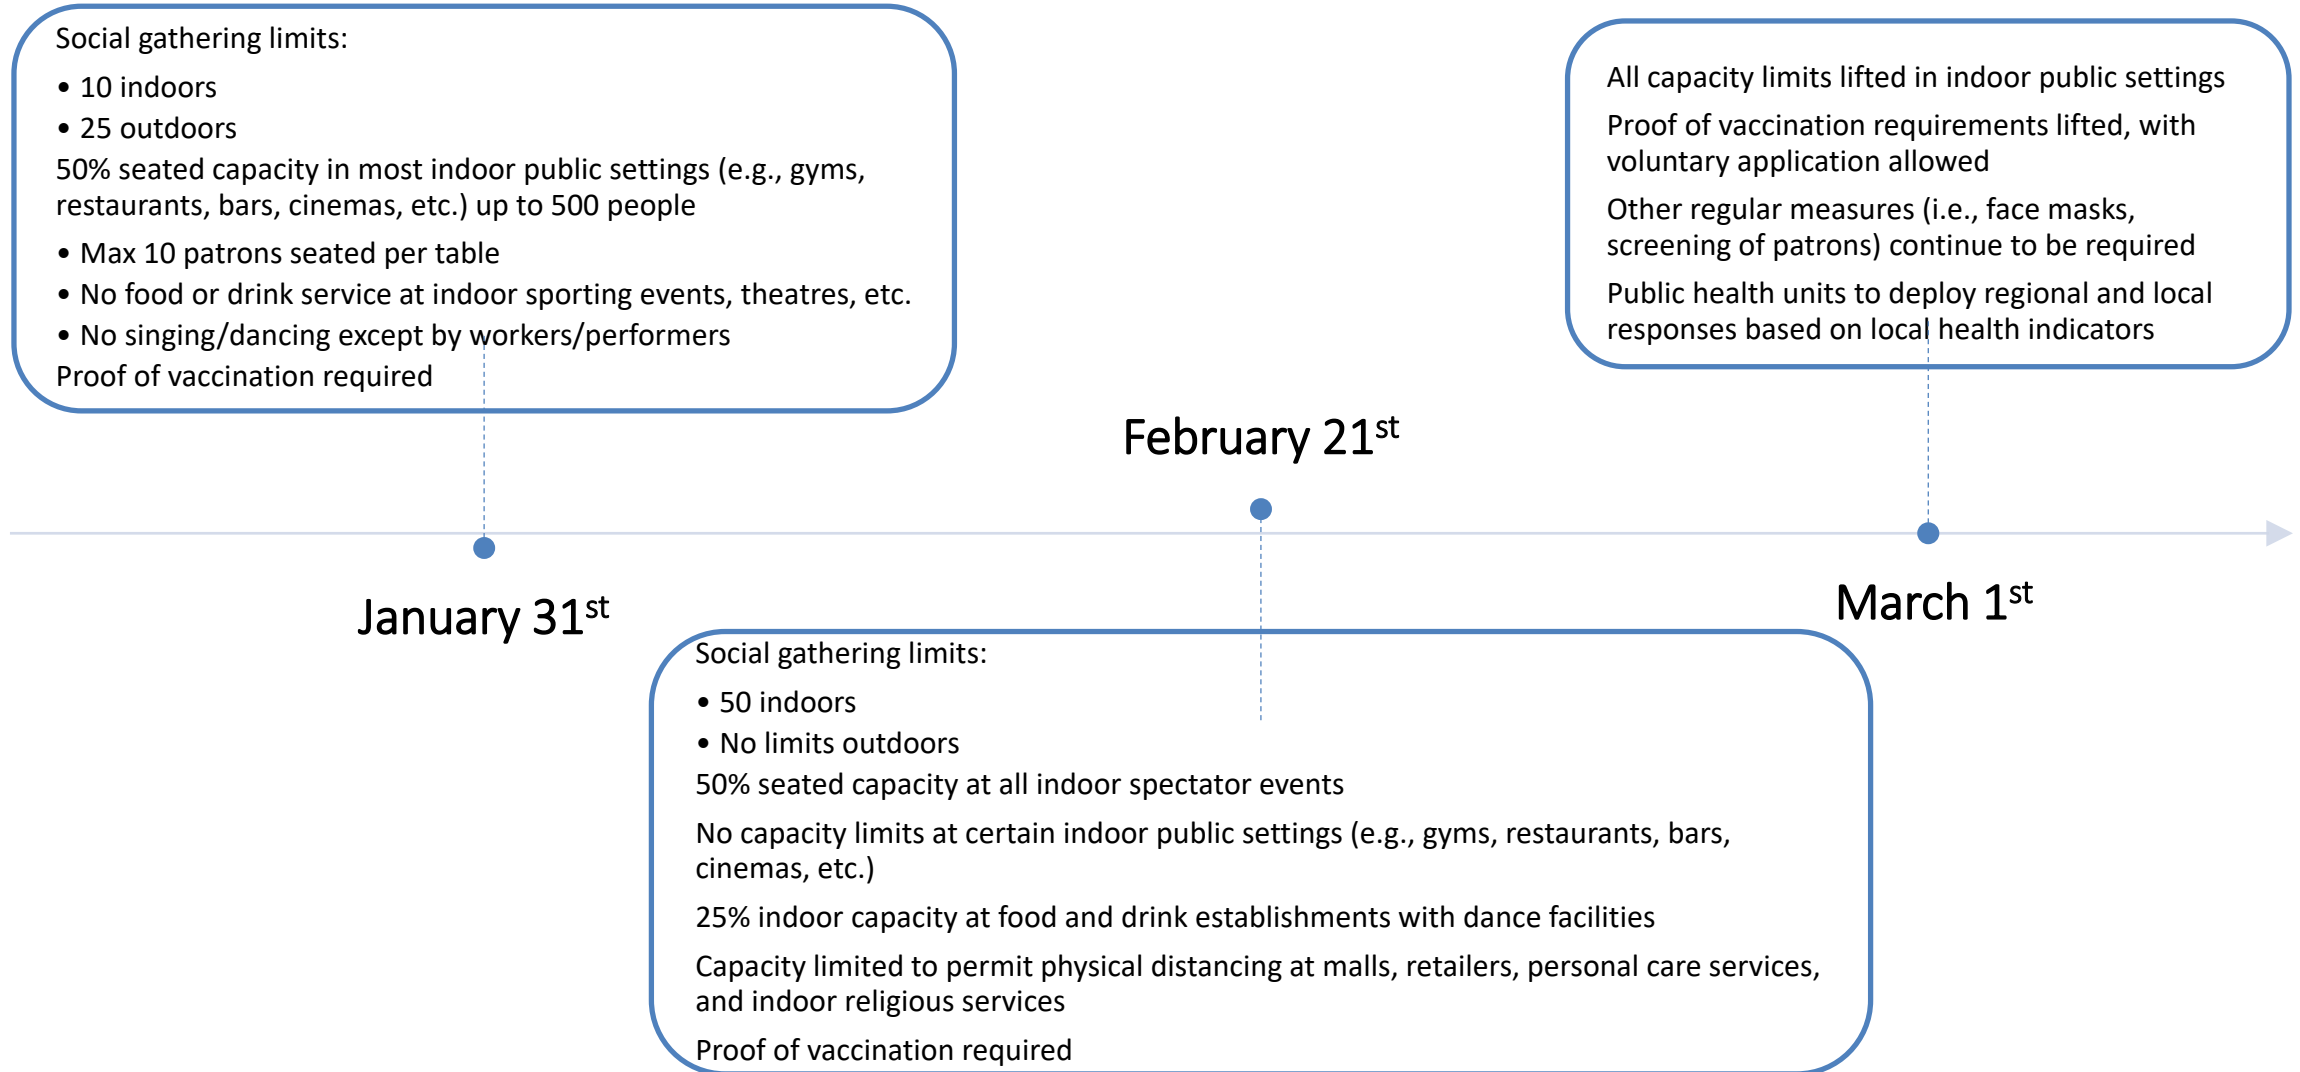 Social gathering limits:
• 10 indoors
• 25 outdoors
50% seated capacity in most indoor public settings (e.g., gyms,
restaurants, bars, cinemas, etc.) up to 500 people
• Max 10 patrons seated per table
• No food or drink service at indoor sporting events, theatres, etc.
• No singing/dancing except by workers/performers
Proof of vaccination required
January 31st
February 21st
Social gathering limits:
• 50 indoors
• No limits outdoors
50% seated capacity at all indoor spectator events
No capacity limits at certain indoor public settings (e.g., gyms, restaurants, bars,
cinemas, etc.)
25% indoor capacity at food and drink establishments with dance facilities
Capacity limited to permit physical distancing at malls, retailers, personal care services,
and indoor religious services
Proof of vaccination required
All capacity limits lifted in indoor public settings
Proof of vaccination requirements lifted, with
voluntary application allowed
Other regular measures (i.e., face masks,
screening of patrons) continue to be required
Public health units to deploy regional and local
responses based on local health indicators
March 1st